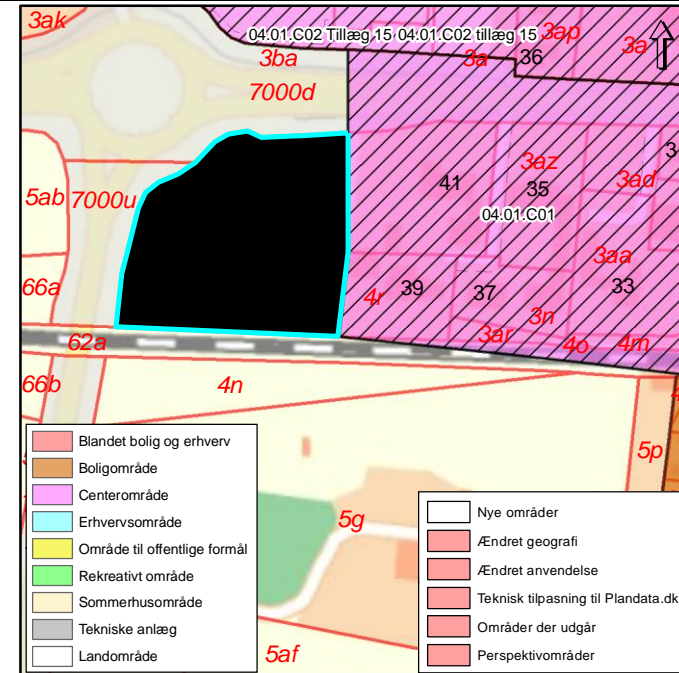 3ak
04.01.C02 Tillæg 15 04.01.C02 tillæg 15
3ap
3a
3ba
3a
36
7000d
41
3az
35
3ad
5ab
7000u
04.01.C01
3aa
66a
4r
39
37
33
3n
62a
3ar
4o
4m
66b
4n
5p
5g
5af
Blandet bolig og erhverv
Boligområde
Centerområde
Erhvervsområde
Område til offentlige formål
Rekreativt område
Sommerhusområde
Tekniske anlæg
Landområde
Nye områder
Ændret geografi
Ændret anvendelse
Teknisk tilpasning til Plandata.dk
Områder der udgår
Perspektivområder